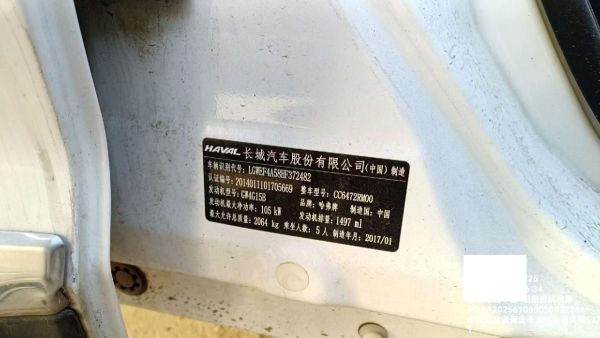 HAVAL 长城汽车股份有限公司(中国)制造
车辆识别代号: LGWEF4A58HF372482
认证编号: 2014011101705669 整车型号: CC6472RM00
发动机型号: GW4G15B 品牌: 哈弗牌 制造国: 中国
发动机最大净功率: 105 kW 发动机排量: 1497 ml
最大允许总质量: 2064 kg 乘坐人数: 5人 制造年月: 2017/01